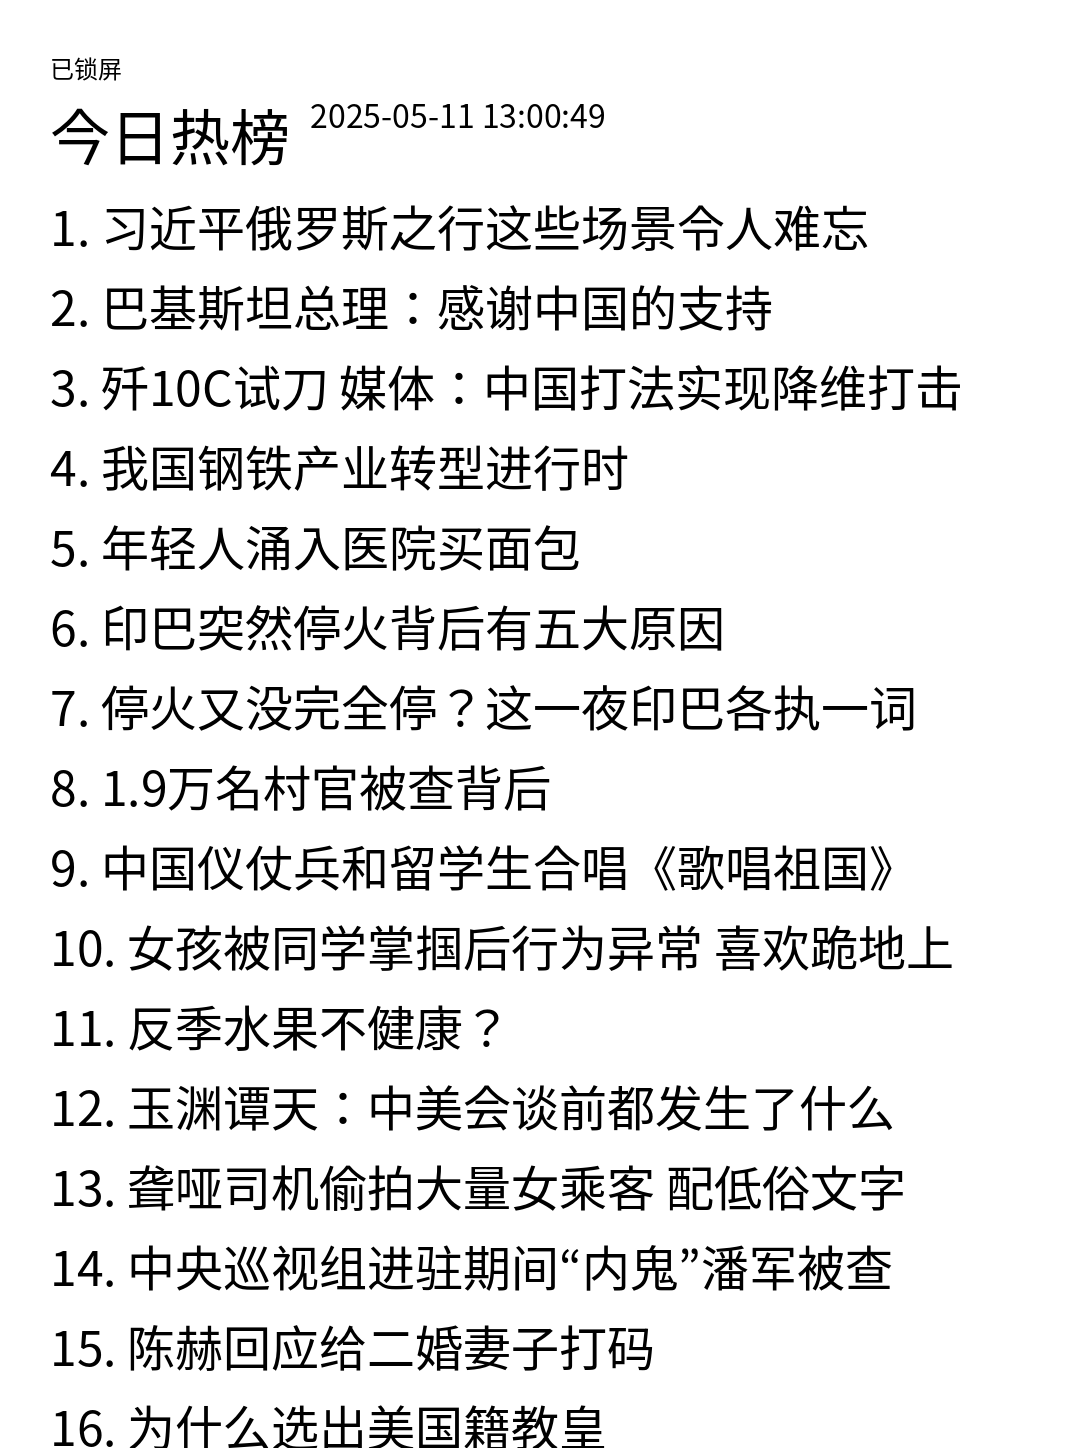 已锁屏
今日热榜 2025-05-11 13:00:49
1. 习近平俄罗斯之行这些场景令人难忘
2. 巴基斯坦总理：感谢中国的支持
3. 歼10C试刀 媒体：中国打法实现降维打击
4. 我国钢铁产业转型进行时
5. 年轻人涌入医院买面包
6. 印巴突然停火背后有五大原因
7. 停火又没完全停？这一夜印巴各执一词
8. 1.9万名村官被查背后
9. 中国仪仗兵和留学生合唱《歌唱祖国》
10. 女孩被同学掌掴后行为异常 喜欢跪地上
11. 反季水果不健康？
12. 玉渊谭天：中美会谈前都发生了什么
13. 聋哑司机偷拍大量女乘客 配低俗文字
14. 中央巡视组进驻期间“内鬼”潘军被查
15. 陈赫回应给二婚妻子打码
16. 为什么选出美国籍教皇